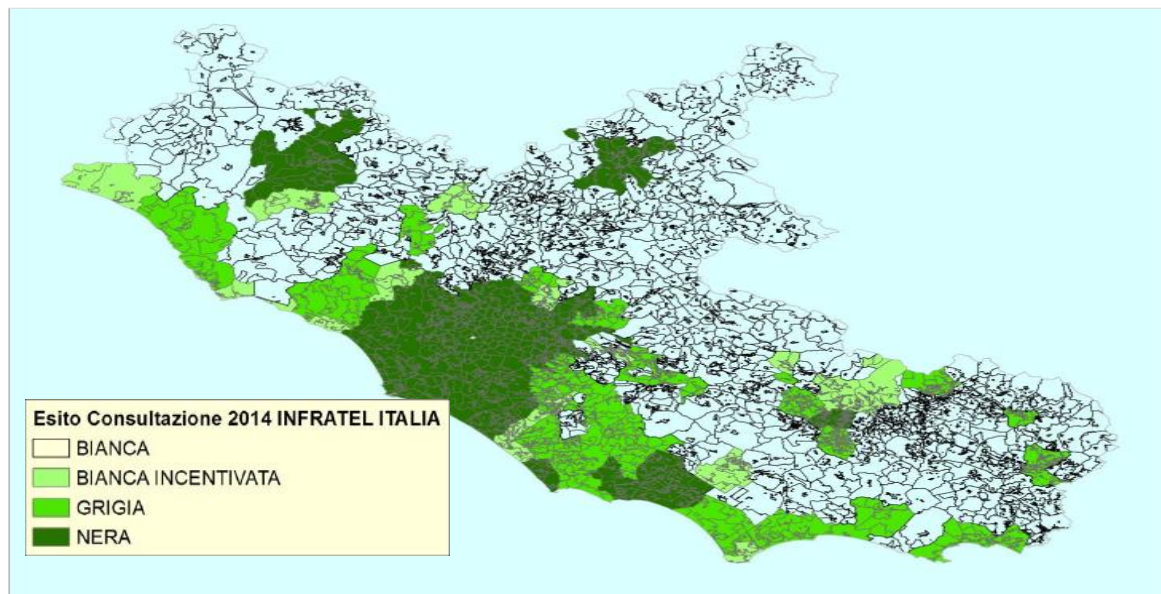 Esito Consultazione 2014 INFRATEL ITALIA
BIANCA
BIANCA INCENTIVATA
GRIGIA
NERA